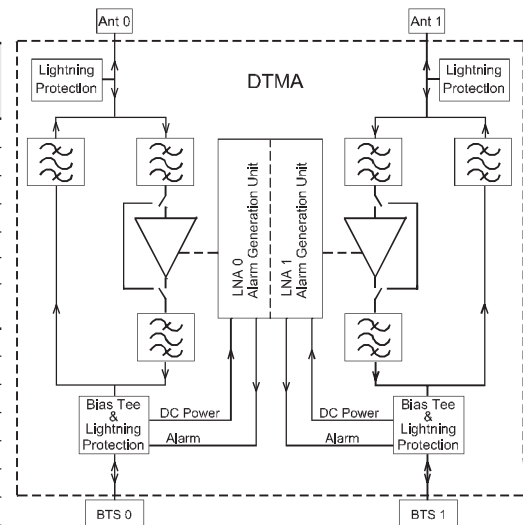 Ant 0
Ant 1
Lightning
Protection
DTMA
Lightning
Protection
LNA 0
Alarm Generation Unit
LNA 1
Alarm Generation Unit
Bias Tee
&
Lightning
Protection
DC Power
Alarm
DC Power
Alarm
Bias Tee
&
Lightning
Protection
BTS 0
BTS 1